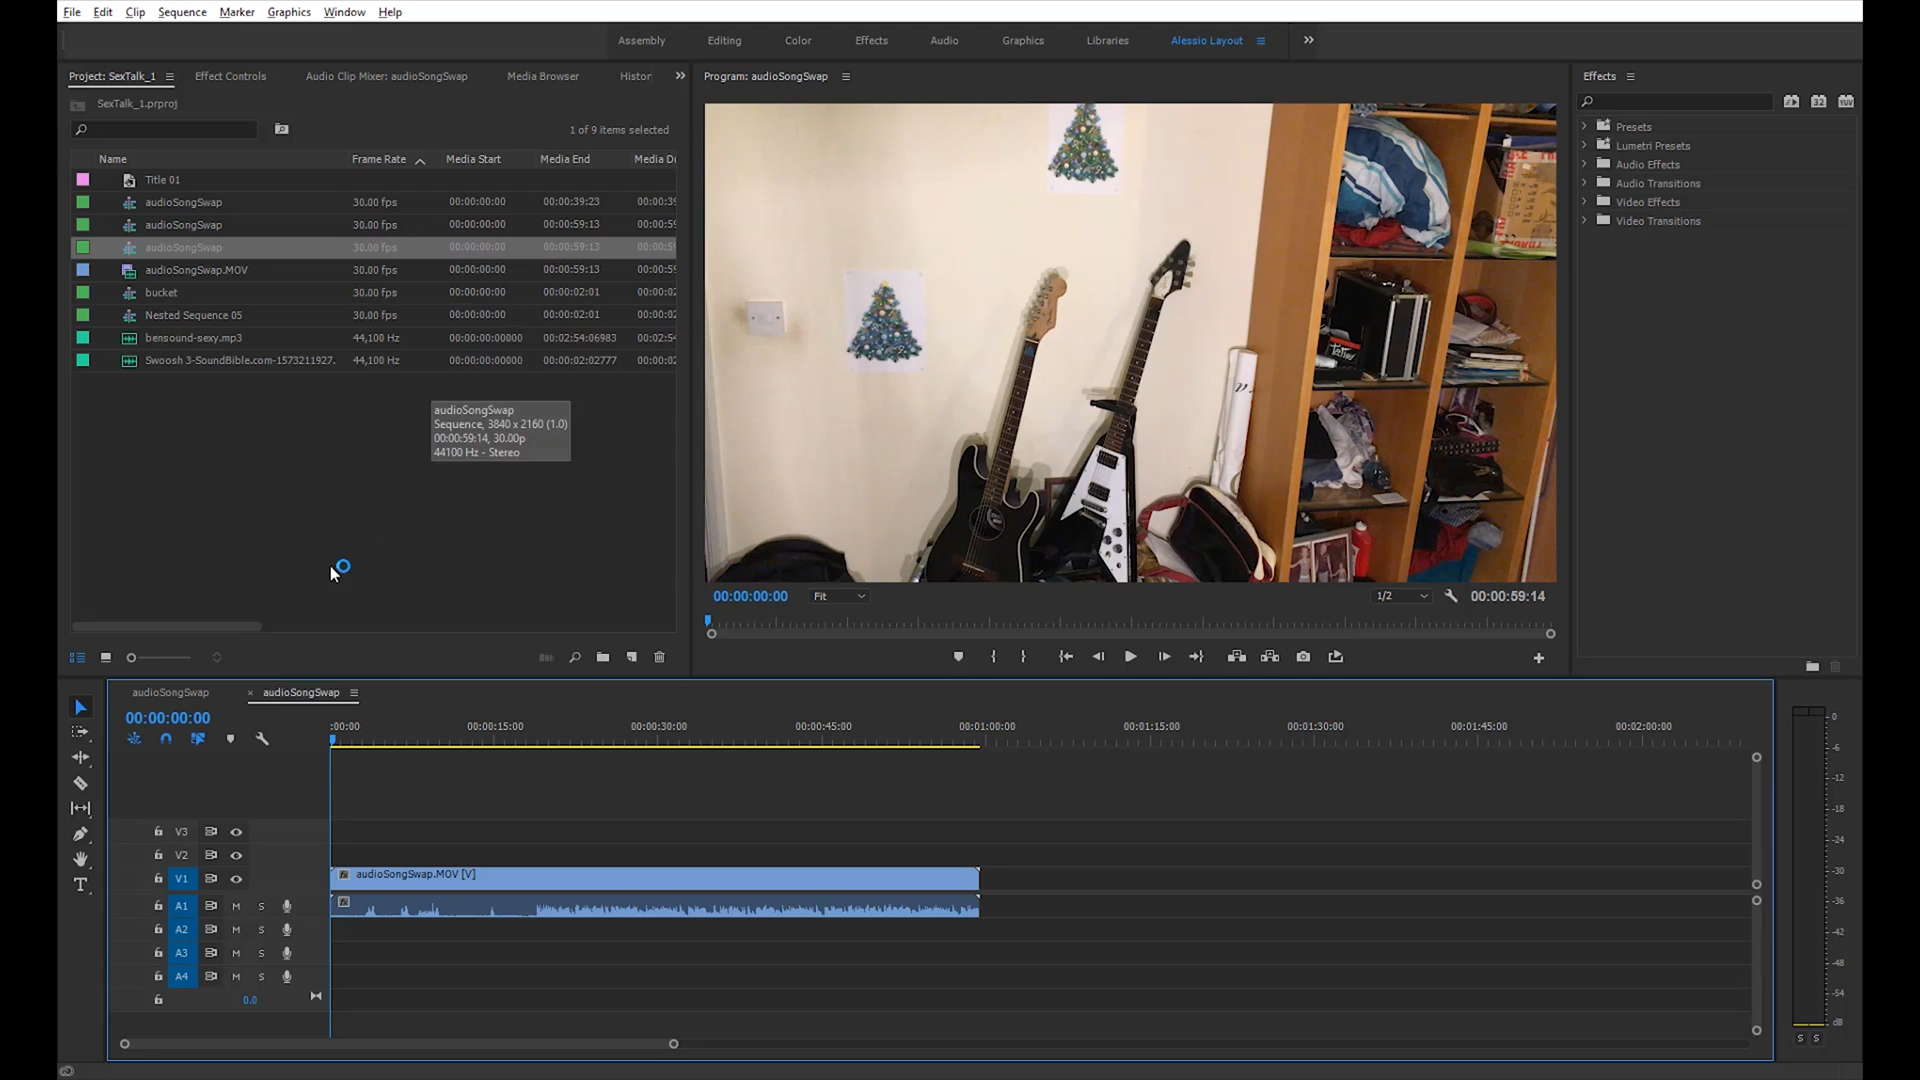 File Edit Clip Sequence Marker Graphics Window Help
Assembly Editing Color Effects Audio Graphics Libraries Alessio Layout
Project: SexTalk_1 Effect Controls Audio Clip Mixer: audioSongSwap Media Browser Histor
Program: audioSongSwap
Effects
SexTalk_1.prproj
1 of 9 items selected
32 YUV
Name Frame Rate Media Start Media End Media Du
Title 01
audioSongSwap 30.00 fps 00:00:00:00 00:00:39:23 00:00:39
audioSongSwap 30.00 fps 00:00:00:00 00:00:59:13 00:00:59
audioSongSwap 30.00 fps 00:00:00:00 00:00:59:13 00:00:59
audioSongSwap.MOV 30.00 fps 00:00:00:00 00:00:59:13 00:00:59
bucket 30.00 fps 00:00:00:00 00:00:02:01 00:00:02
Nested Sequence 05 30.00 fps 00:00:00:00 00:00:02:01 00:00:02
bensound-sexy.mp3 44,100 Hz 00:00:00:00000 00:02:54:06983 00:02:54
Swoosh 3-SoundBible.com-1573211927. 44,100 Hz 00:00:00:00000 00:00:02:02777 00:00:02
audioSongSwap
Sequence, 3840 x 2160 (1.0)
00:00:59:14, 30.00p
44100 Hz - Stereo
Presets
Lumetri Presets
Audio Effects
Audio Transitions
Video Effects
Video Transitions
00:00:00:00 Fit 1/2 00:00:59:14
audioSongSwap × audioSongSwap
00:00:00:00
:00:00 00:00:15:00 00:00:30:00 00:00:45:00 00:01:00:00 00:01:15:00 00:01:30:00 00:01:45:00 00:02:00:00
V3
V2
V1 audioSongSwap.MOV [V]
A1 M S
A2 M S
A3 M S
A4 M S
0.0
0
-6
-12
-18
-24
-30
-36
-42
-48
-54
dB
S S